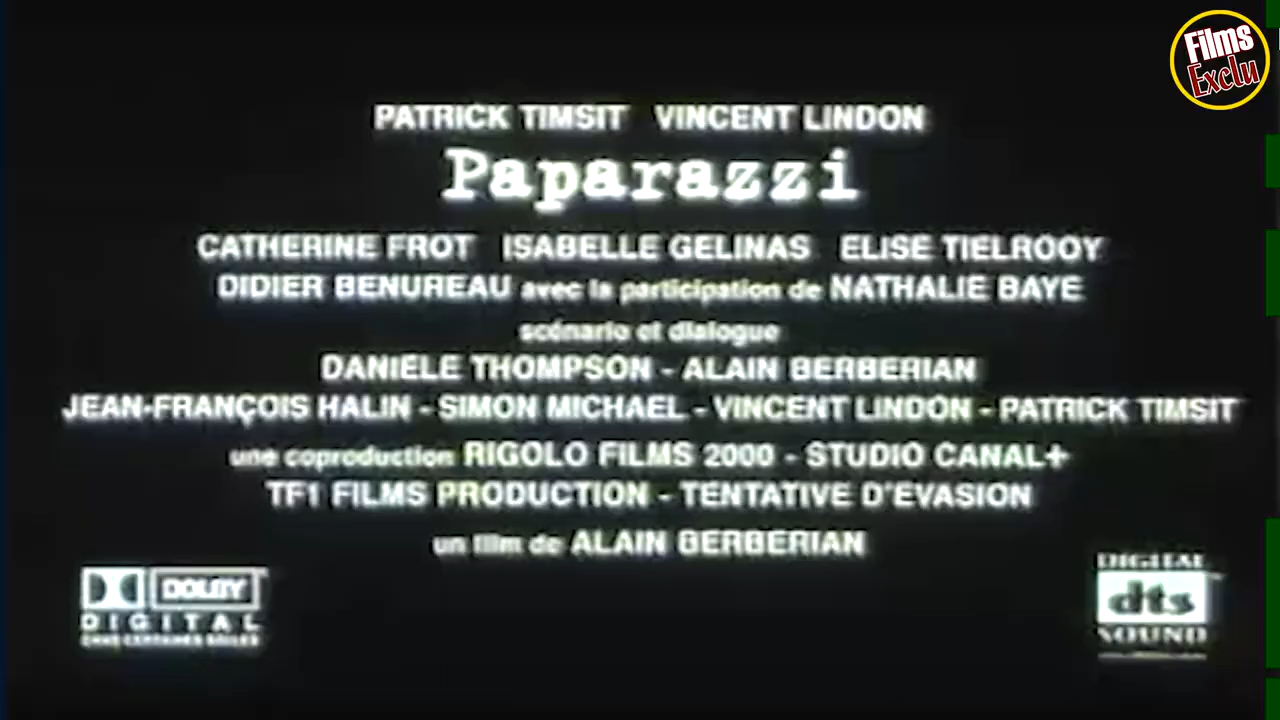 Films
Exclu
PATRICK TIMSIT VINCENT LINDON
Paparazzi
CATHERINE FROT ISABELLE GELINAS ELISE TIELROOY
DIDIER BENUREAU avec la participation de NATHALIE BAYE
scénario et dialogue
DANIELE THOMPSON - ALAIN BERBERIAN
JEAN-FRANÇOIS HALIN - SIMON MICHAEL - VINCENT LINDON - PATRICK TIMSIT
une coproduction RIGOLO FILMS 2000 - STUDIO CANAL+
TF1 FILMS PRODUCTION - TENTATIVE D'EVASION
un film de ALAIN BERBERIAN
DOLBY
DIGITAL
DANS CERTAINES SALLES
DIGITAL
dts
SOUND